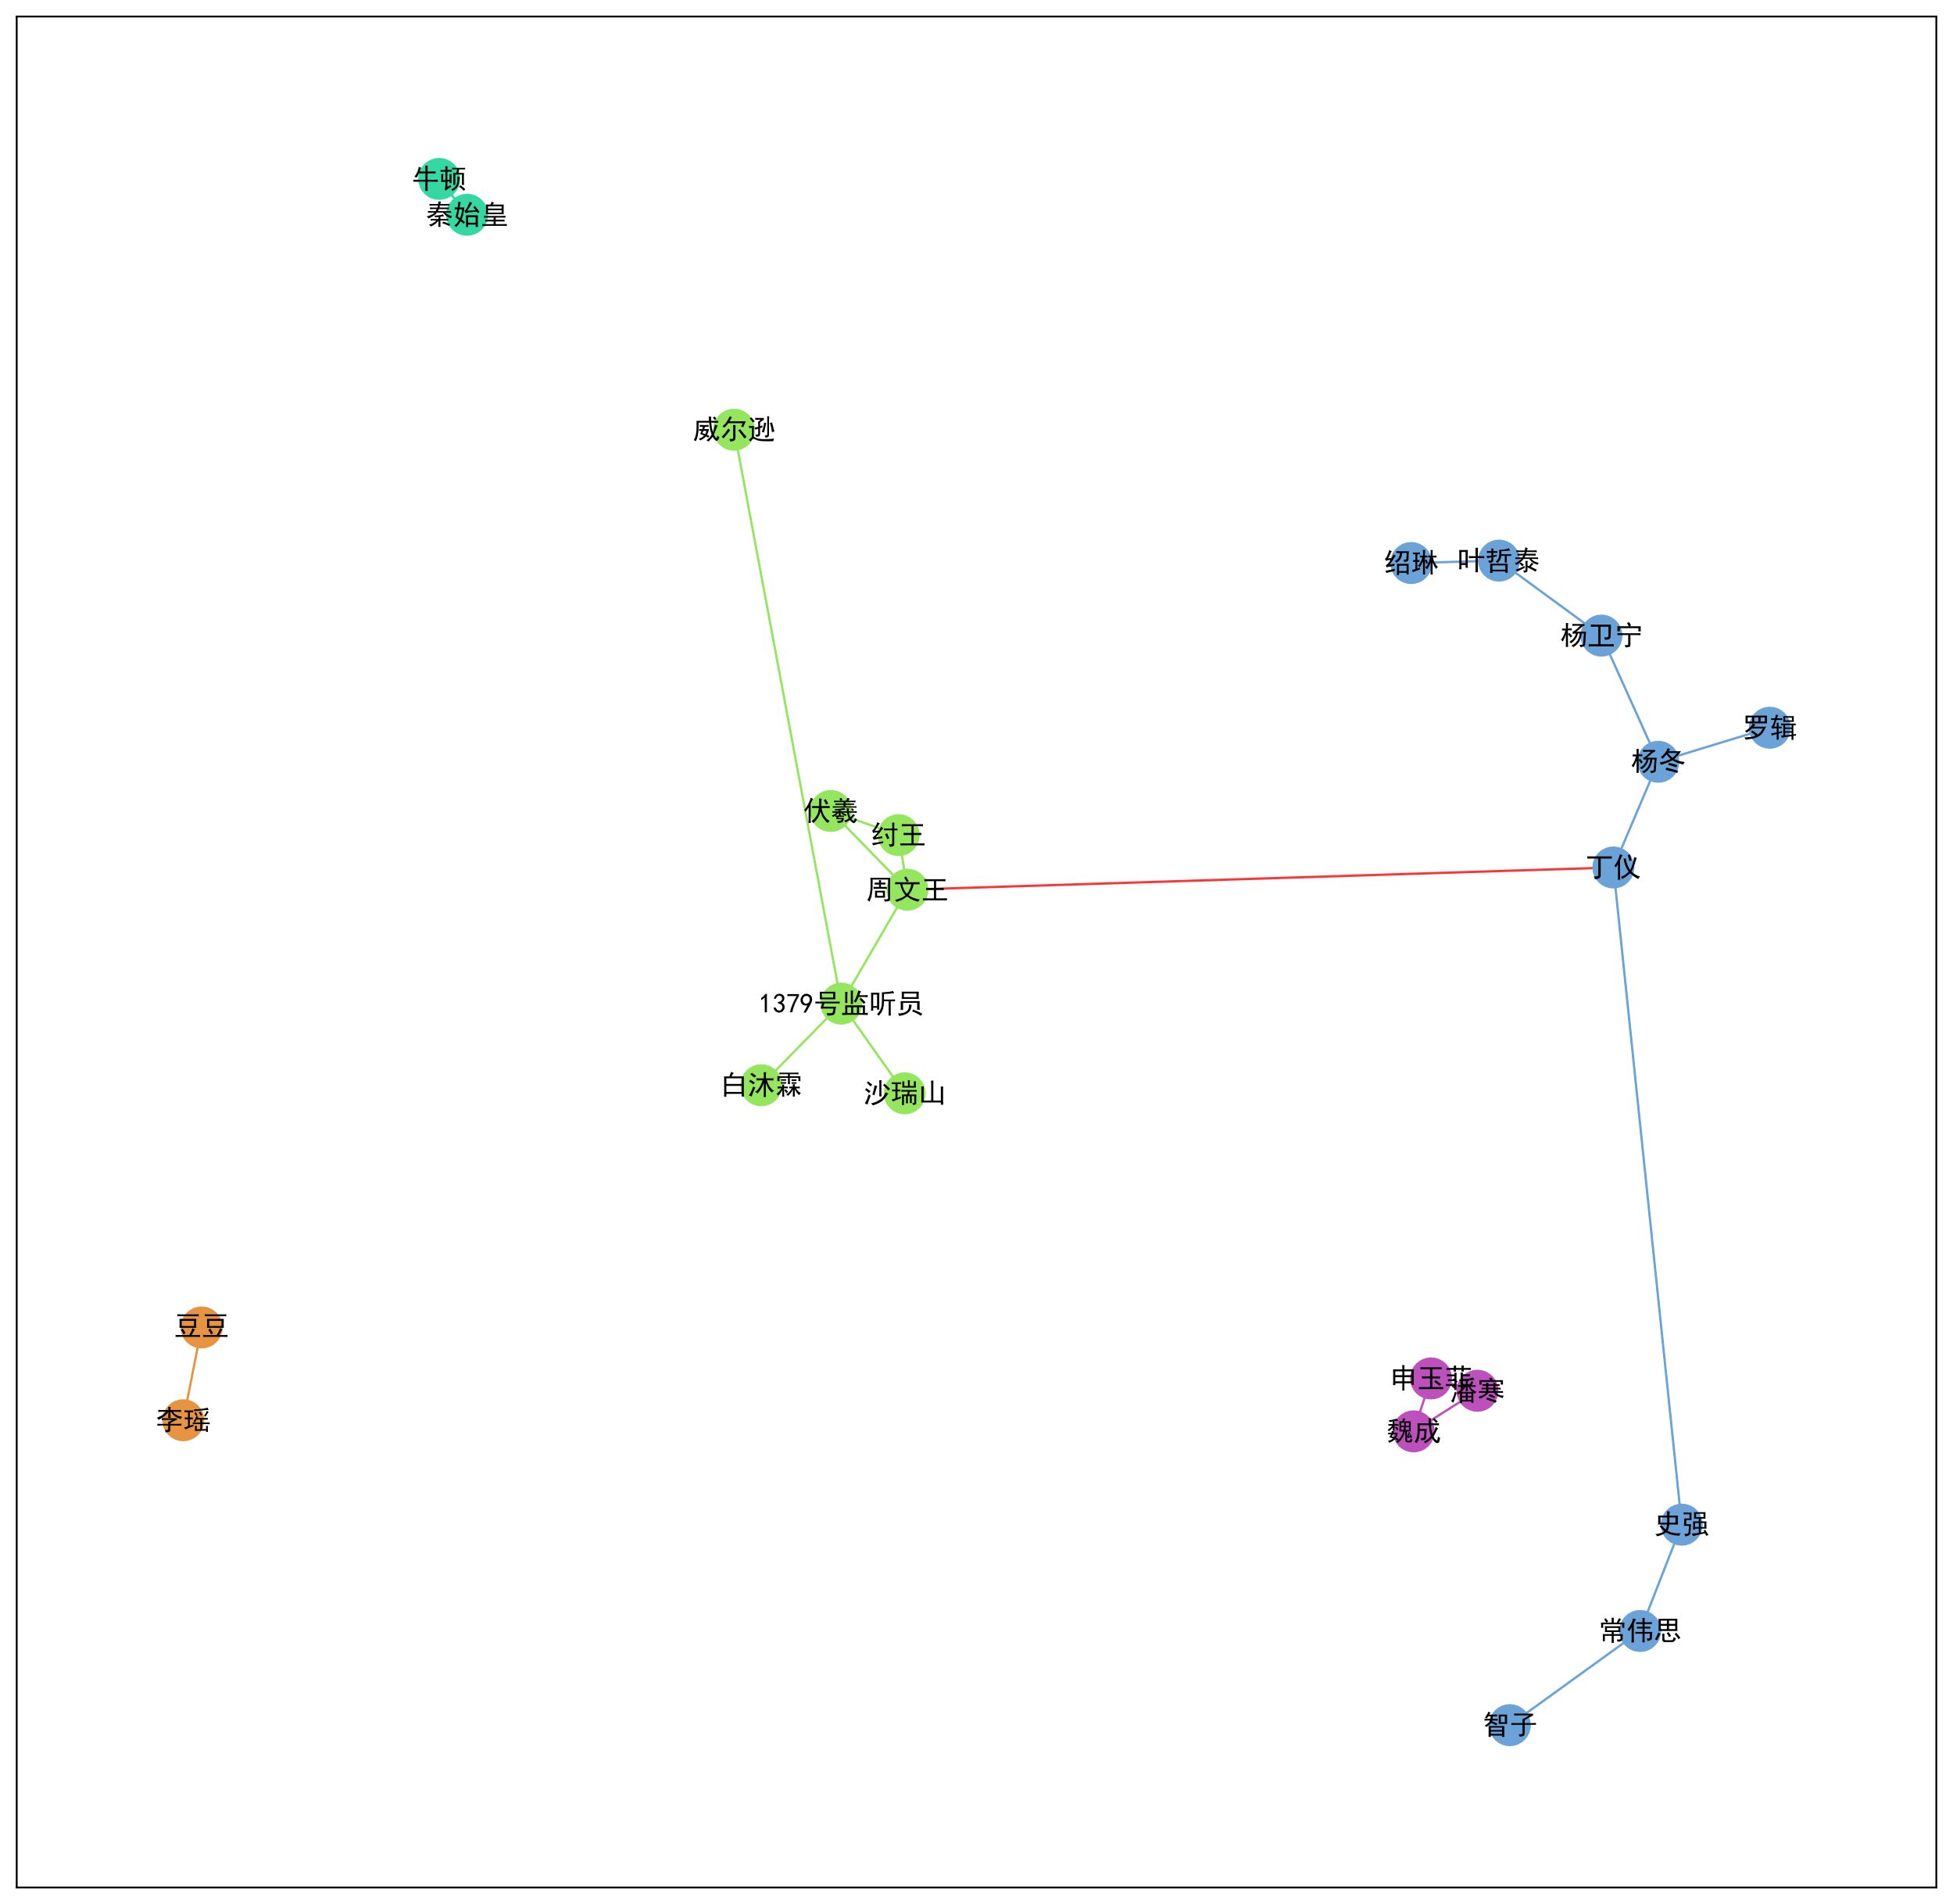 牛顿
秦始皇
威尔逊
绍琳
叶哲泰
杨卫宁
罗辑
杨冬
伏羲
纣王
丁仪
周文王
1379号监听员
白沐霖
沙瑞山
豆豆
申玉菲
潘寒
李瑶
魏成
史强
常伟思
智子